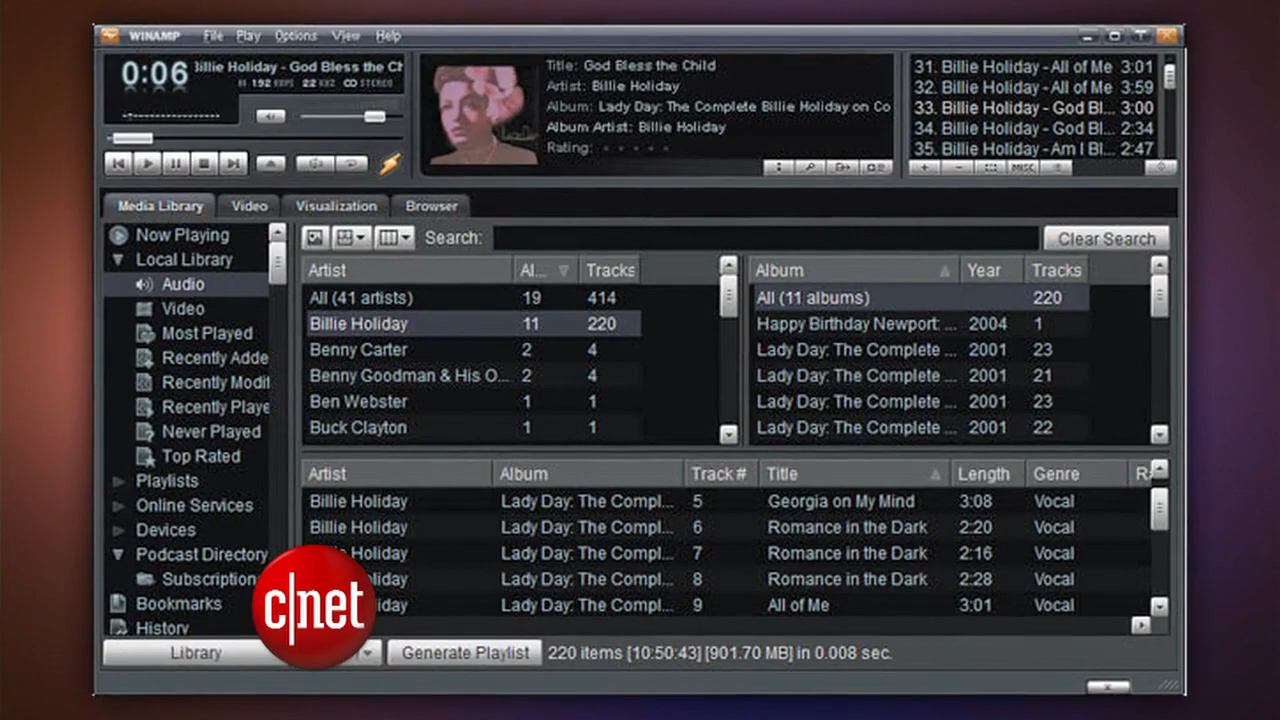 WINAMP File Play Options View Help
0:06 Billie Holiday - God Bless the Ch
192 KBPS 22 KHZ STEREO
Title: God Bless the Child
Artist: Billie Holiday
Album: Lady Day: The Complete Billie Holiday on Co
Album Artist: Billie Holiday
Rating:
31. Billie Holiday - All of Me 3:01
32. Billie Holiday - All of Me 3:59
33. Billie Holiday - God Bl... 3:00
34. Billie Holiday - God Bl... 2:34
35. Billie Holiday - Am I Bl... 2:47
MISC
Media Library Video Visualization Browser
Now Playing
Local Library
Audio
Video
Most Played
Recently Adde
Recently Modif
Recently Playe
Never Played
Top Rated
Playlists
Online Services
Devices
Podcast Directory
Subscription
Bookmarks
History
Library
Search: Clear Search
Artist Al... Tracks
All (41 artists) 19 414
Billie Holiday 11 220
Benny Carter 2 4
Benny Goodman & His O... 2 4
Ben Webster 1 1
Buck Clayton 1 1
Album Year Tracks
All (11 albums) 220
Happy Birthday Newport: ... 2004 1
Lady Day: The Complete ... 2001 23
Lady Day: The Complete ... 2001 21
Lady Day: The Complete ... 2001 23
Lady Day: The Complete ... 2001 22
Artist Album Track # Title Length Genre
Billie Holiday Lady Day: The Compl... 5 Georgia on My Mind 3:08 Vocal
Billie Holiday Lady Day: The Compl... 6 Romance in the Dark 2:20 Vocal
Holiday Lady Day: The Compl... 7 Romance in the Dark 2:16 Vocal
liday Lady Day: The Compl... 8 Romance in the Dark 2:28 Vocal
iday Lady Day: The Compl... 9 All of Me 3:01 Vocal
c|net
Generate Playlist 220 items [10:50:43] [901.70 MB] in 0.008 sec.